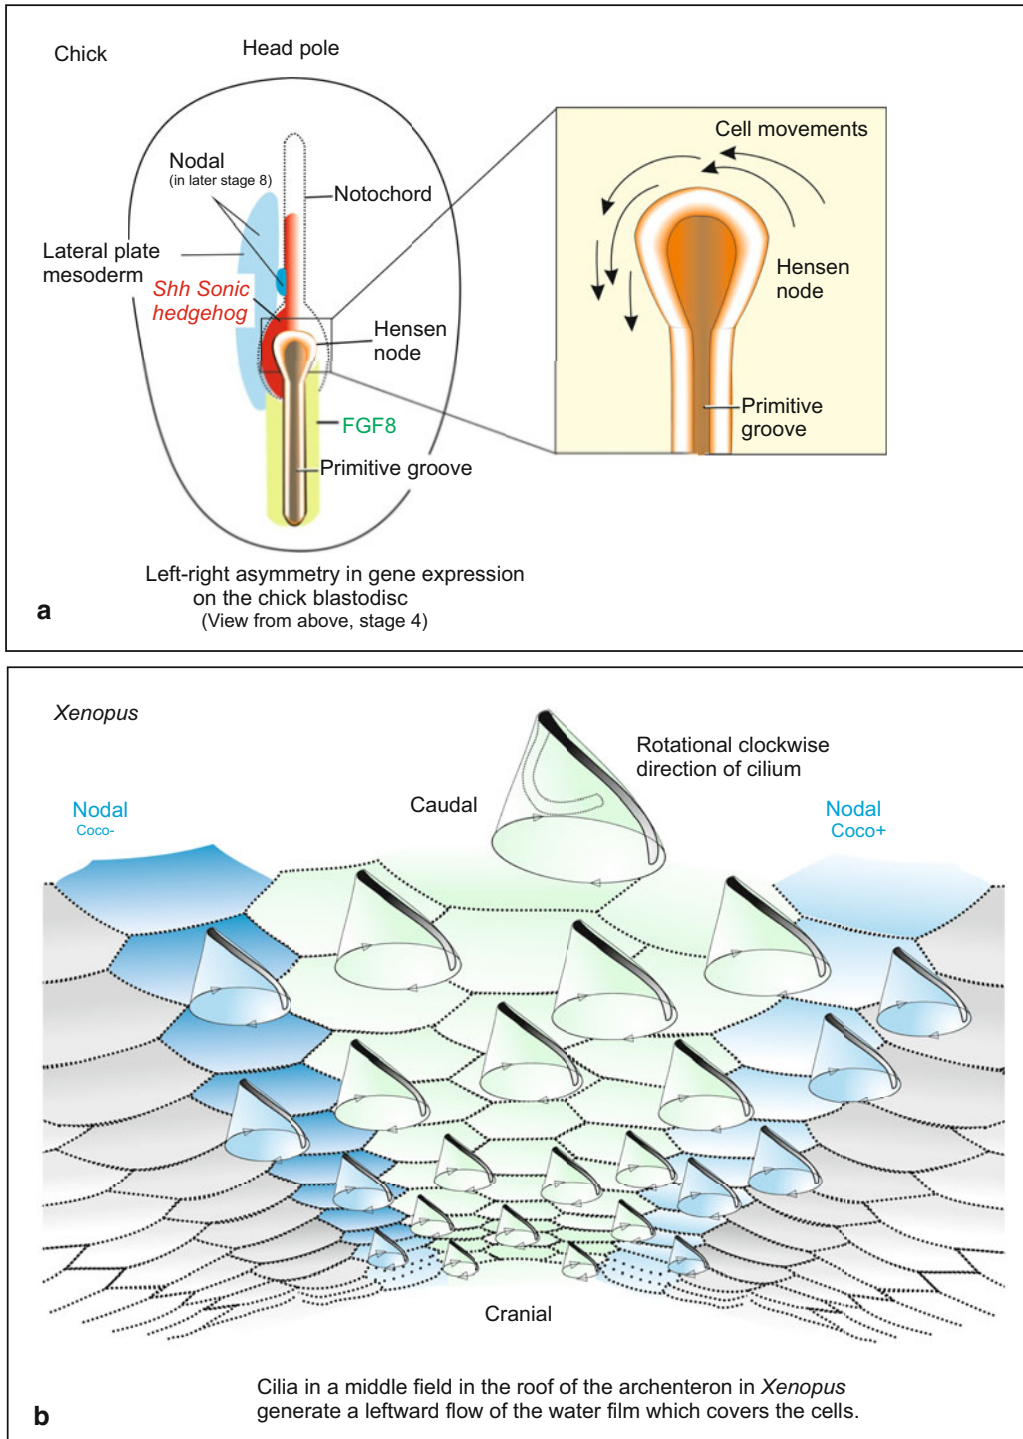 Chick
Head pole
Nodal
(in later stage 8)
Notochord
Lateral plate
mesoderm
Shh Sonic
hedgehog
Hensen
node
FGF8
Primitive groove
Cell movements
Hensen
node
Primitive
groove
Left-right asymmetry in gene expression
on the chick blastodisc
(View from above, stage 4)
a
Xenopus
Rotational clockwise
direction of cilium
Caudal
Nodal
Coco-
Nodal
Coco+
Cranial
Cilia in a middle field in the roof of the archenteron in Xenopus
generate a leftward flow of the water film which covers the cells.
b